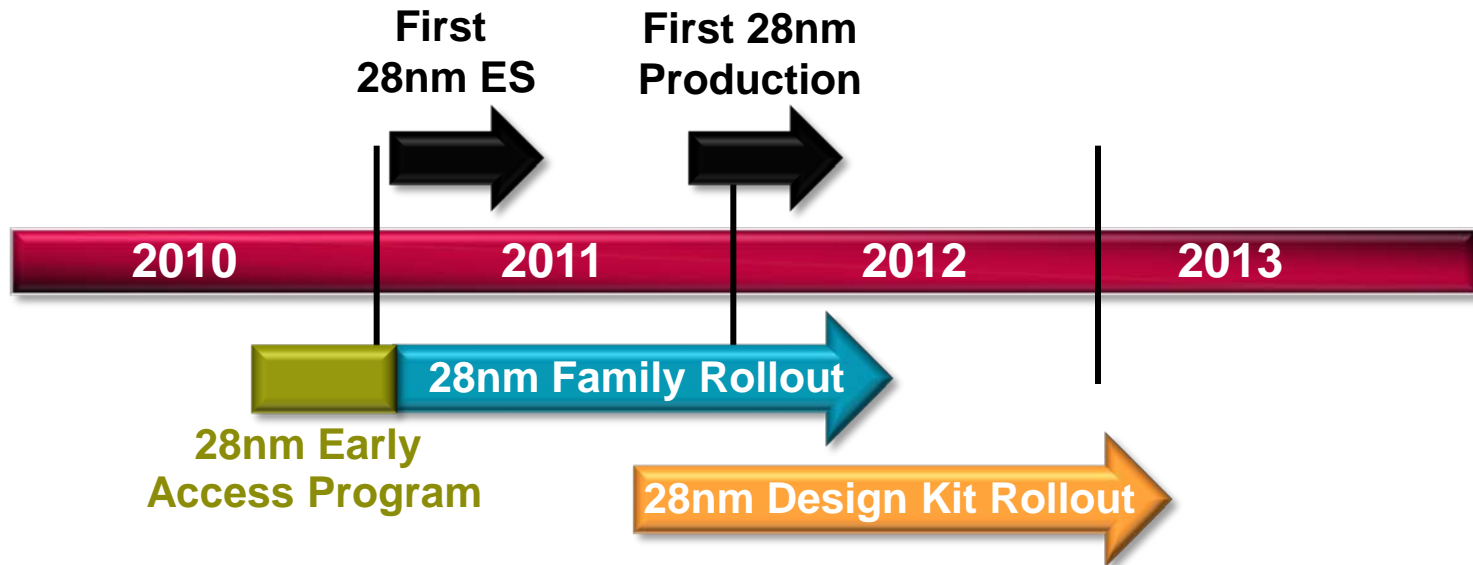 First
28nm ES
First 28nm
Production
2010
2011
2012
2013
28nm Family Rollout
28nm Early
Access Program
28nm Design Kit Rollout